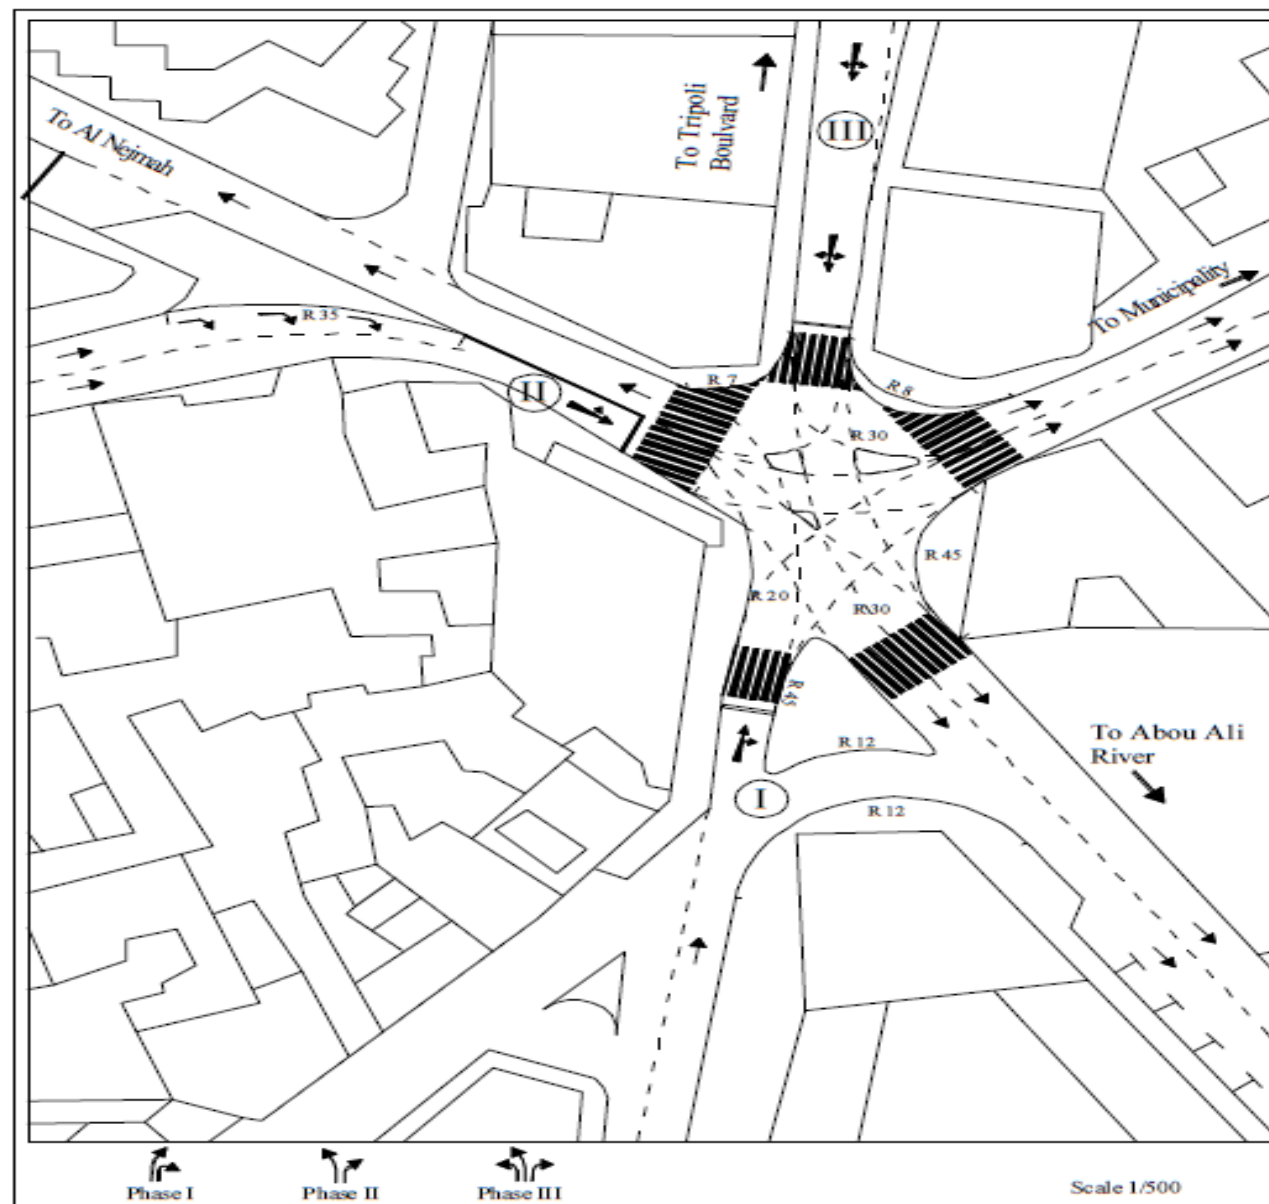 To Al Nejmah
To Tripoli
Boulvard
III
To Municipality
R 35
II
R 7
R 8
R 30
R 45
R 20
R 30
R 45
R 12
To Abou Ali
River
I
R 12
Phase I
Phase II
Phase III
Scale 1/500